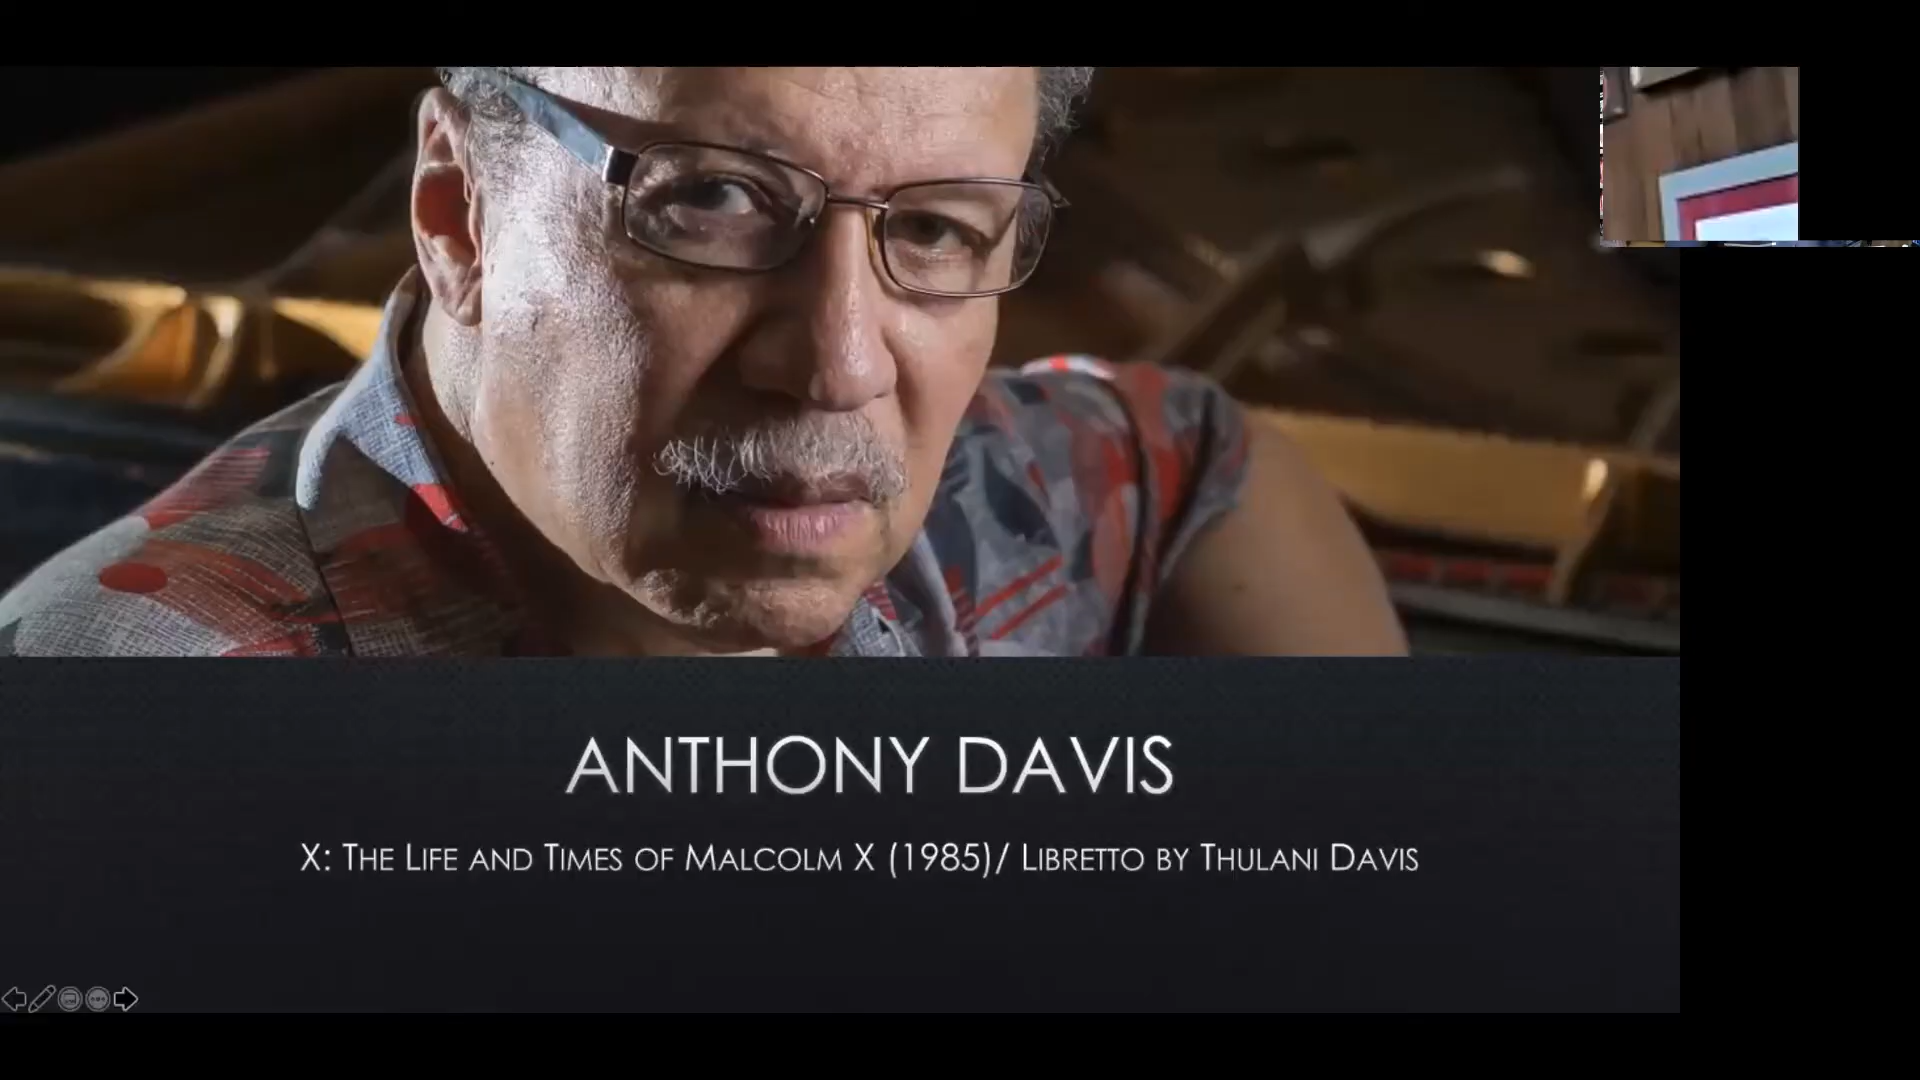 ANTHONY DAVIS
X: THE LIFE AND TIMES OF MALCOLM X (1985)/ LIBRETTO BY THULANI DAVIS